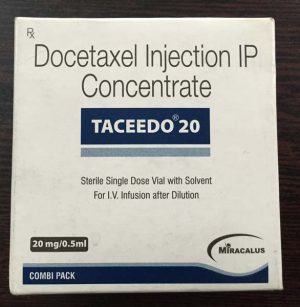 Rx
Docetaxel Injection IP
Concentrate
TACEEDO® 20
Sterile Single Dose Vial with Solvent
For I.V. Infusion after Dilution
20 mg/0.5ml
MIRACALUS
COMBI PACK